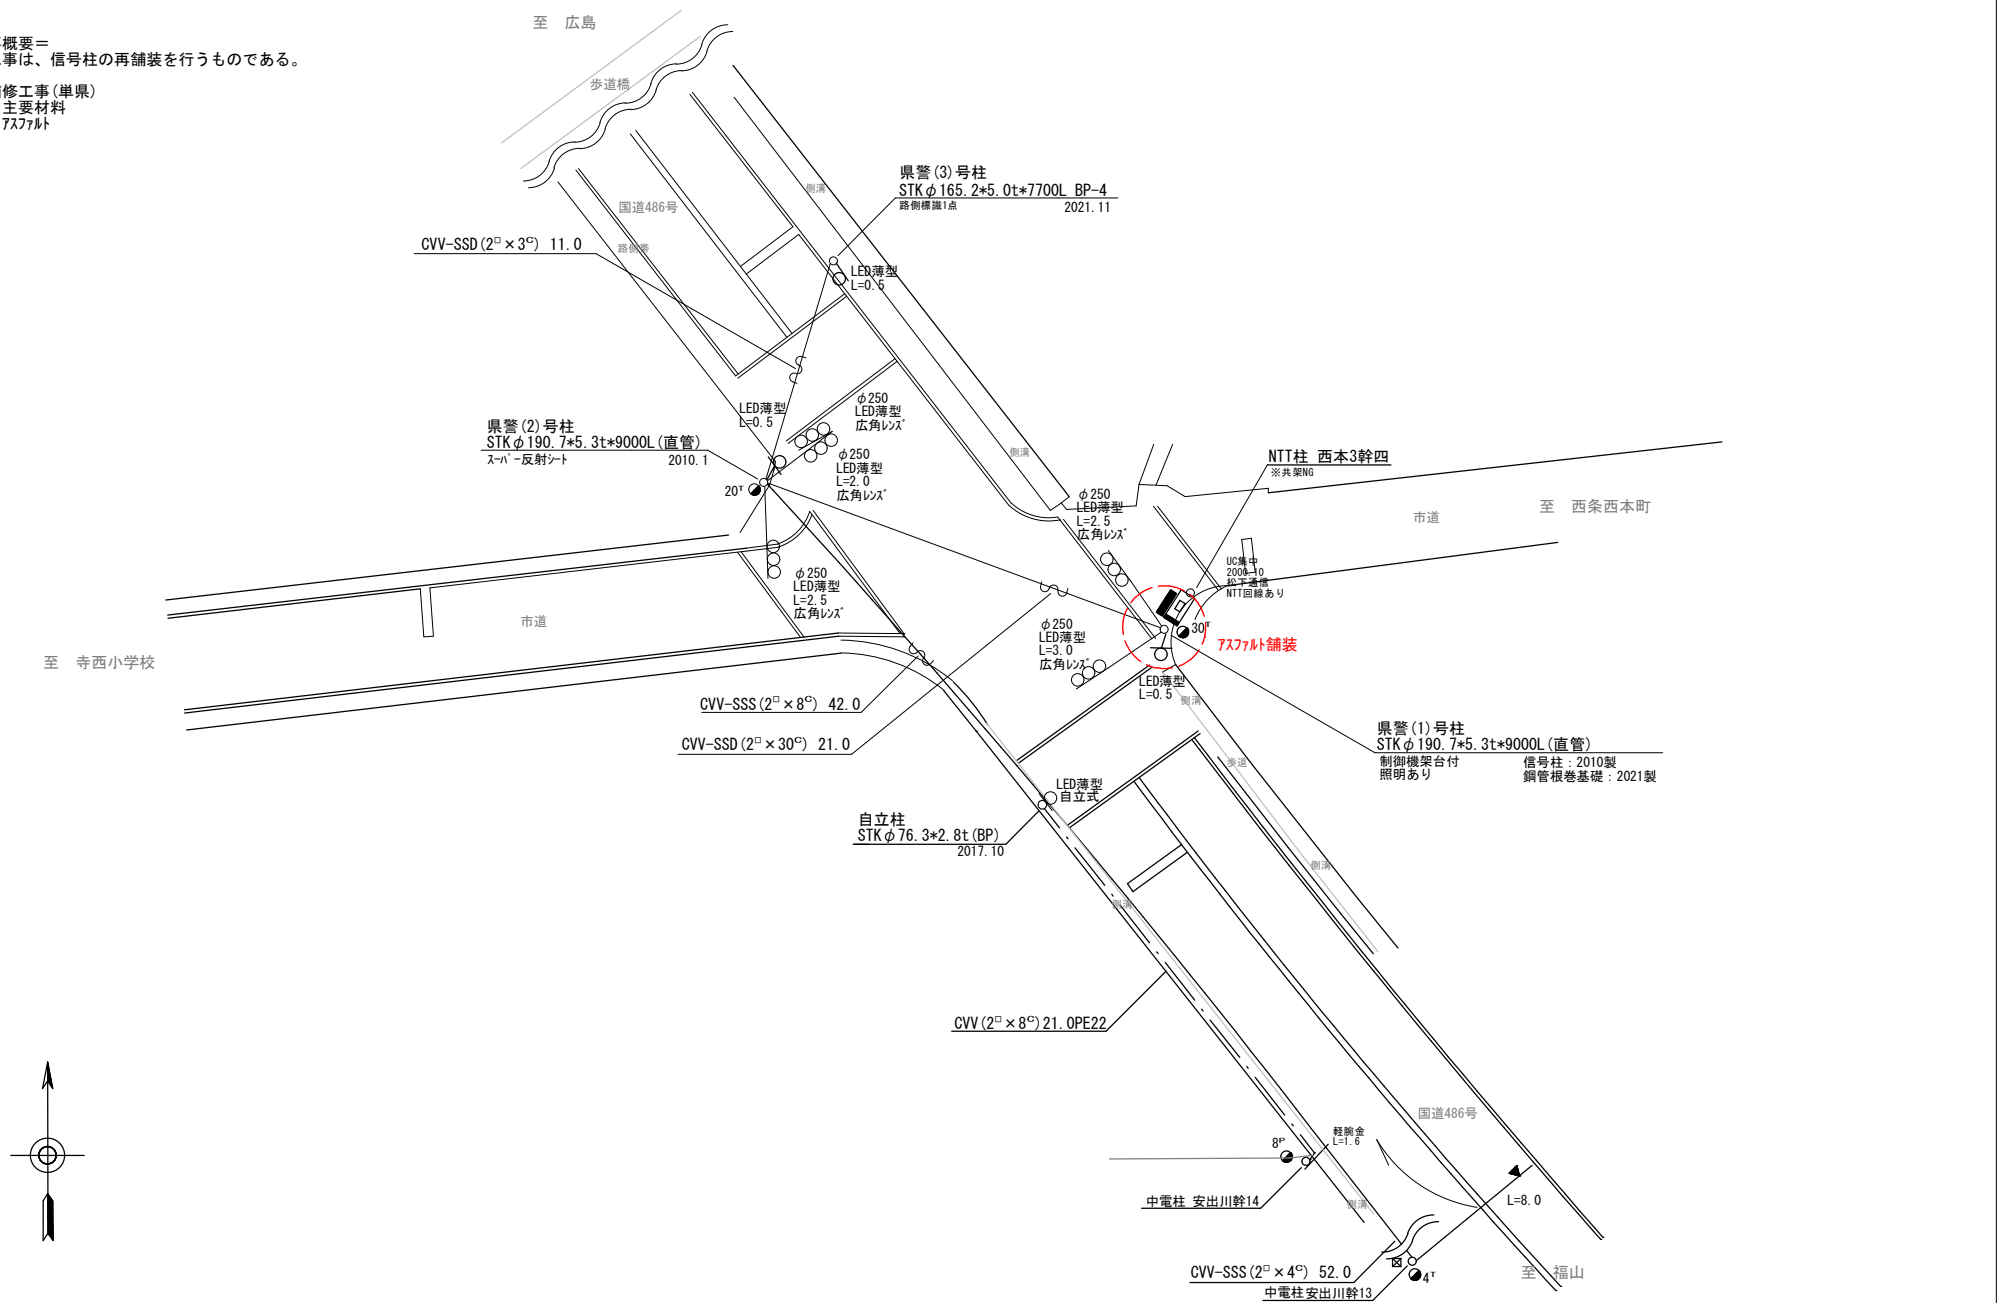 概要＝
事は、信号柱の再舗装を行うものである。
修工事(単県)
主要材料
ｱｽﾌｧﾙﾄ
至　広島
歩道橋
国道486号
路側帯
側溝
県警(3)号柱
STKφ165.2*5.0t*7700L BP-4
路側標識1点 2021.11
CVV-SSD(2□×3C) 11.0
LED薄型
L=0.5
LED薄型
L=0.5
φ250
LED薄型
広角ﾚﾝｽﾞ
県警(2)号柱
STKφ190.7*5.3t*9000L(直管)
ｽｰﾊﾟｰ反射ｼｰﾄ 2010.1
20T
φ250
LED薄型
L=2.0
広角ﾚﾝｽﾞ
側溝
φ250
LED薄型
L=2.5
広角ﾚﾝｽﾞ
NTT柱 西本3幹四
※共架NG
市道
至　西条西本町
UC集中
2000.10
松下通信
NTT回線あり
φ250
LED薄型
L=2.5
広角ﾚﾝｽﾞ
市道
至　寺西小学校
φ250
LED薄型
L=3.0
広角ﾚﾝｽﾞ
30T
ｱｽﾌｧﾙﾄ舗装
LED薄型
L=0.5
側溝
CVV-SSS(2□×8C) 42.0
CVV-SSD(2□×30C) 21.0
県警(1)号柱
STKφ190.7*5.3t*9000L(直管)
制御機架台付 信号柱：2010製
照明あり 鋼管根巻基礎：2021製
歩道
LED薄型
自立式
自立柱
STKφ76.3*2.8t(BP)
2017.10
側溝
側溝
CVV(2□×8C)21.0PE22
国道486号
8P
軽腕金
L=1.6
中電柱 安出川幹14
側溝
L=8.0
CVV-SSS(2□×4C) 52.0
4T
中電柱 安出川幹13
至　福山